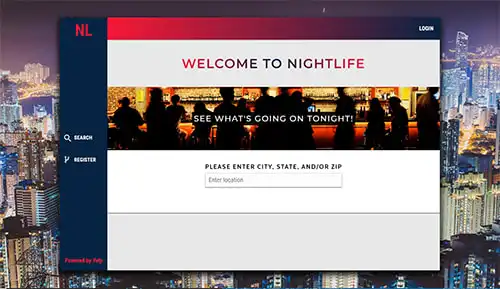 NL
LOGIN
WELCOME TO NIGHTLIFE
SEE WHAT'S GOING ON TONIGHT!
SEARCH
REGISTER
PLEASE ENTER CITY, STATE, AND/OR ZIP
Enter location
Powered by Yelp